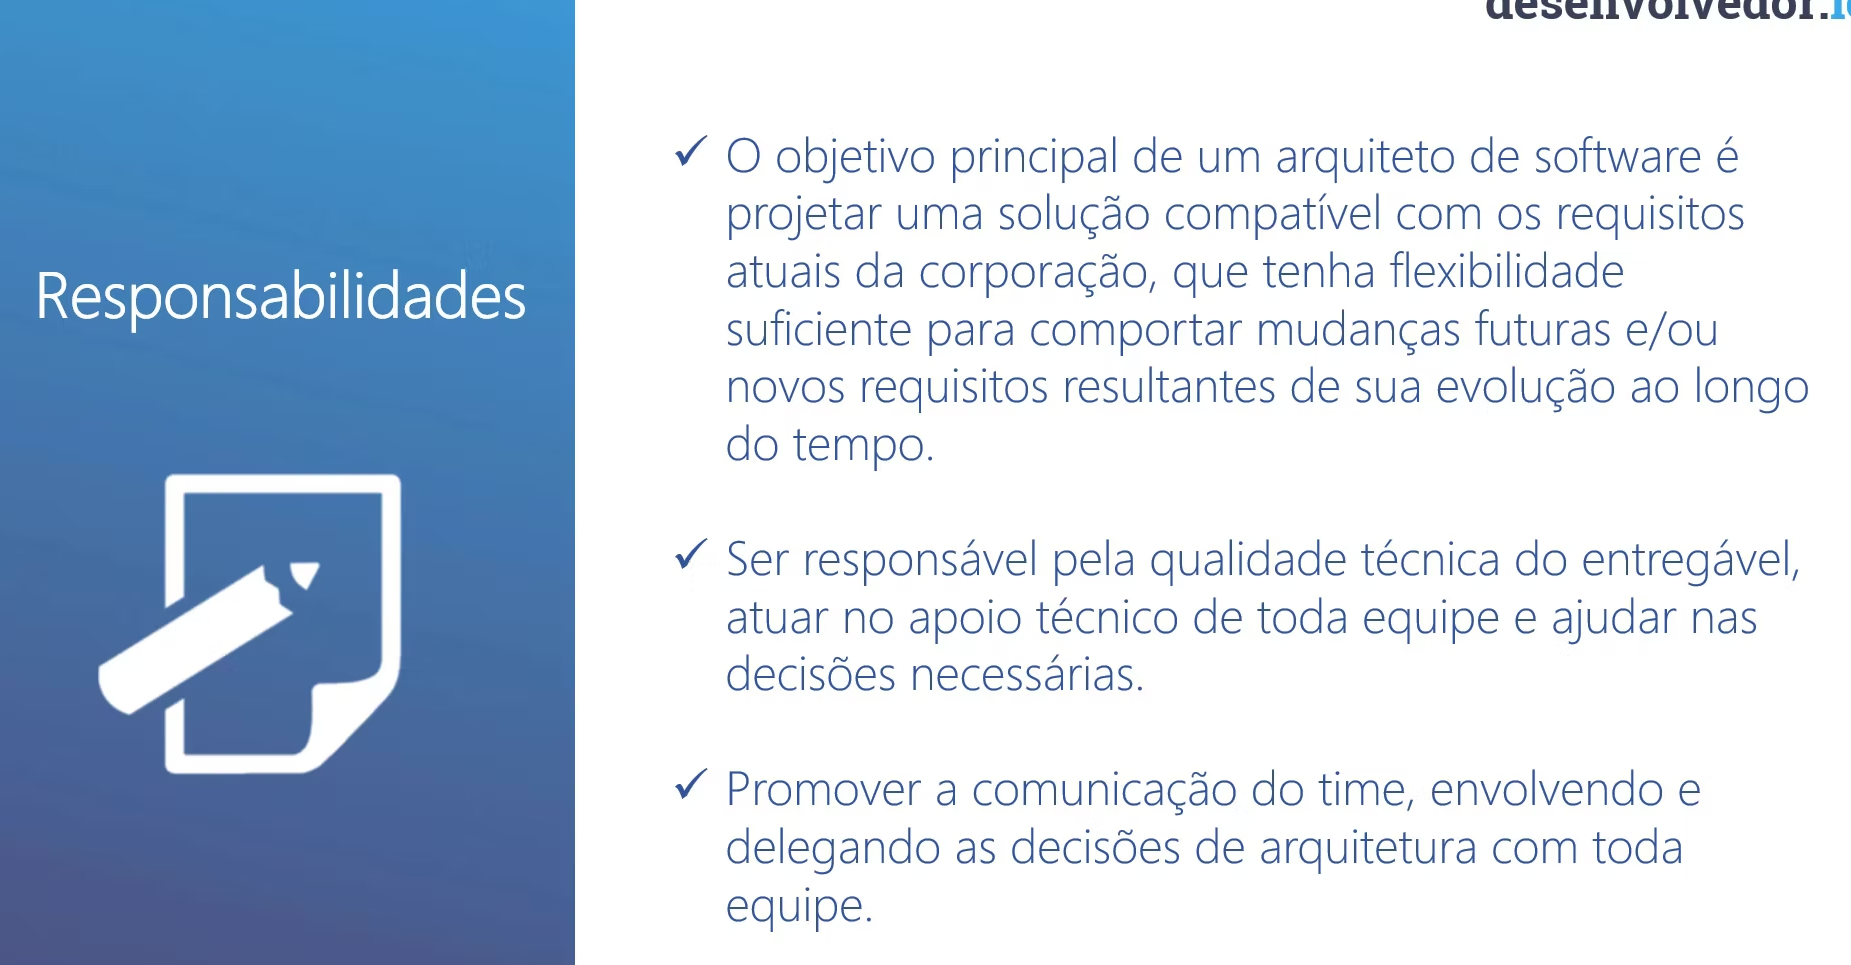 desenvolvedor.io
Responsabilidades
✓ O objetivo principal de um arquiteto de software é
projetar uma solução compatível com os requisitos
atuais da corporação, que tenha flexibilidade
suficiente para comportar mudanças futuras e/ou
novos requisitos resultantes de sua evolução ao longo
do tempo.
✓ Ser responsável pela qualidade técnica do entregável,
atuar no apoio técnico de toda equipe e ajudar nas
decisões necessárias.
✓ Promover a comunicação do time, envolvendo e
delegando as decisões de arquitetura com toda
equipe.